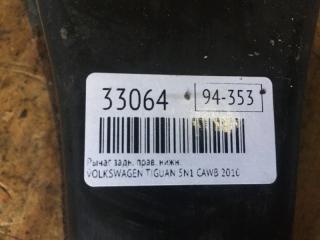 33064 94-353
Рычаг задн. прав. нижн.
VOLKSWAGEN TIGUAN 5N1 CAWB 2010